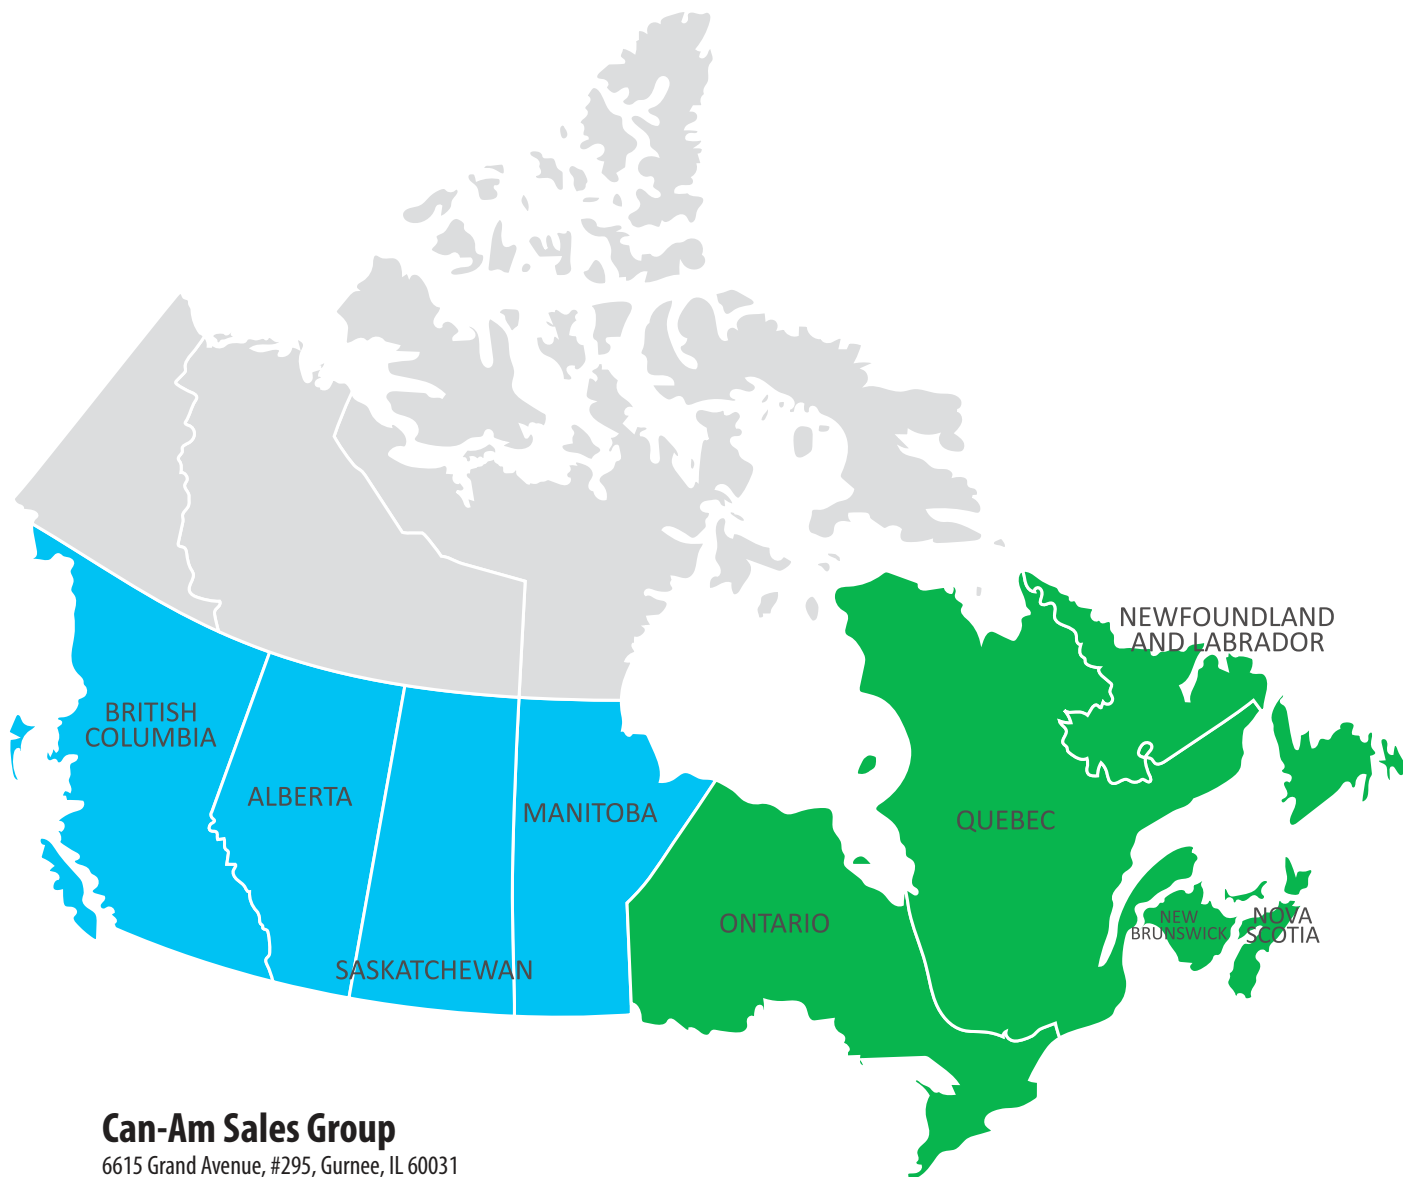 NEWFOUNDLAND
AND LABRADOR
BRITISH
COLUMBIA
ALBERTA
MANITOBA
QUEBEC
ONTARIO
NEW
BRUNSWICK
NOVA
SCOTIA
SASKATCHEWAN
Can-Am Sales Group
6615 Grand Avenue, #295, Gurnee, IL 60031